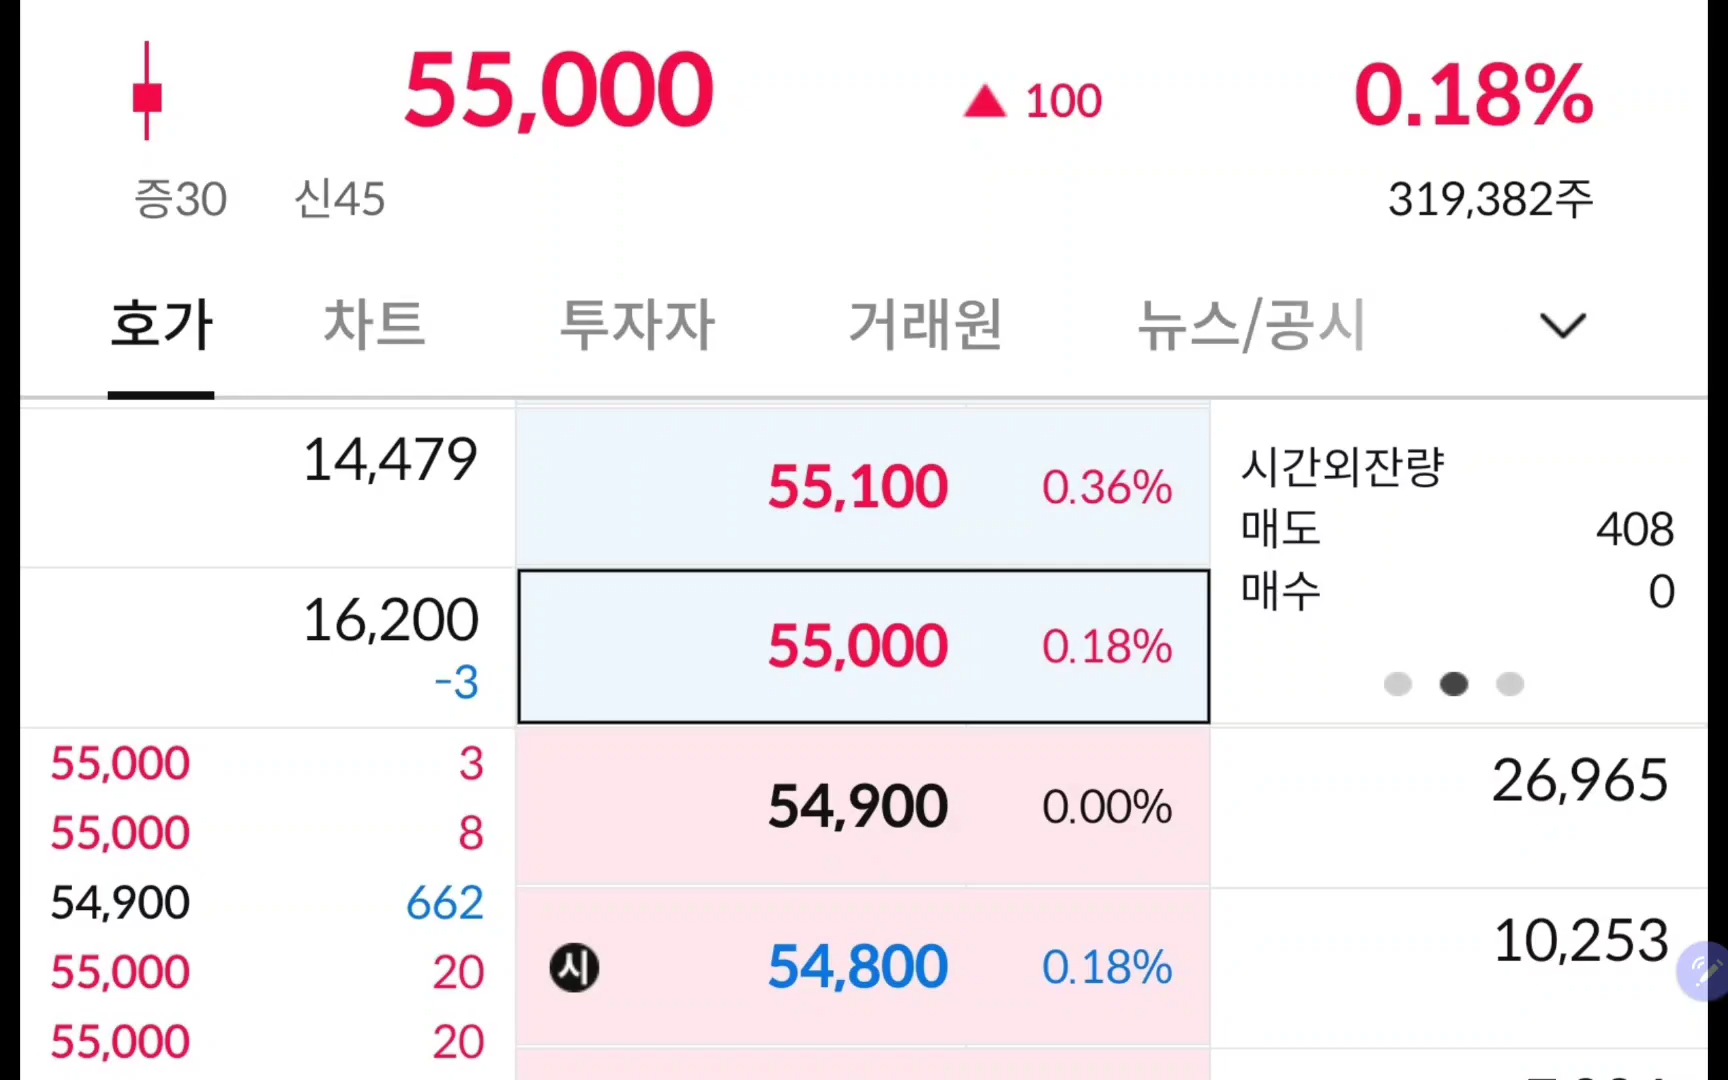 55,000 ▲ 100 0.18%
증30 신45 319,382주
호가 차트 투자자 거래원 뉴스/공시
14,479 55,100 0.36%
시간외잔량
매도 408
매수 0
16,200 55,000 0.18%
-3
55,000 3
55,000 8
54,900 0.00% 26,965
54,900 662
55,000 20
55,000 20
시 54,800 0.18% 10,253